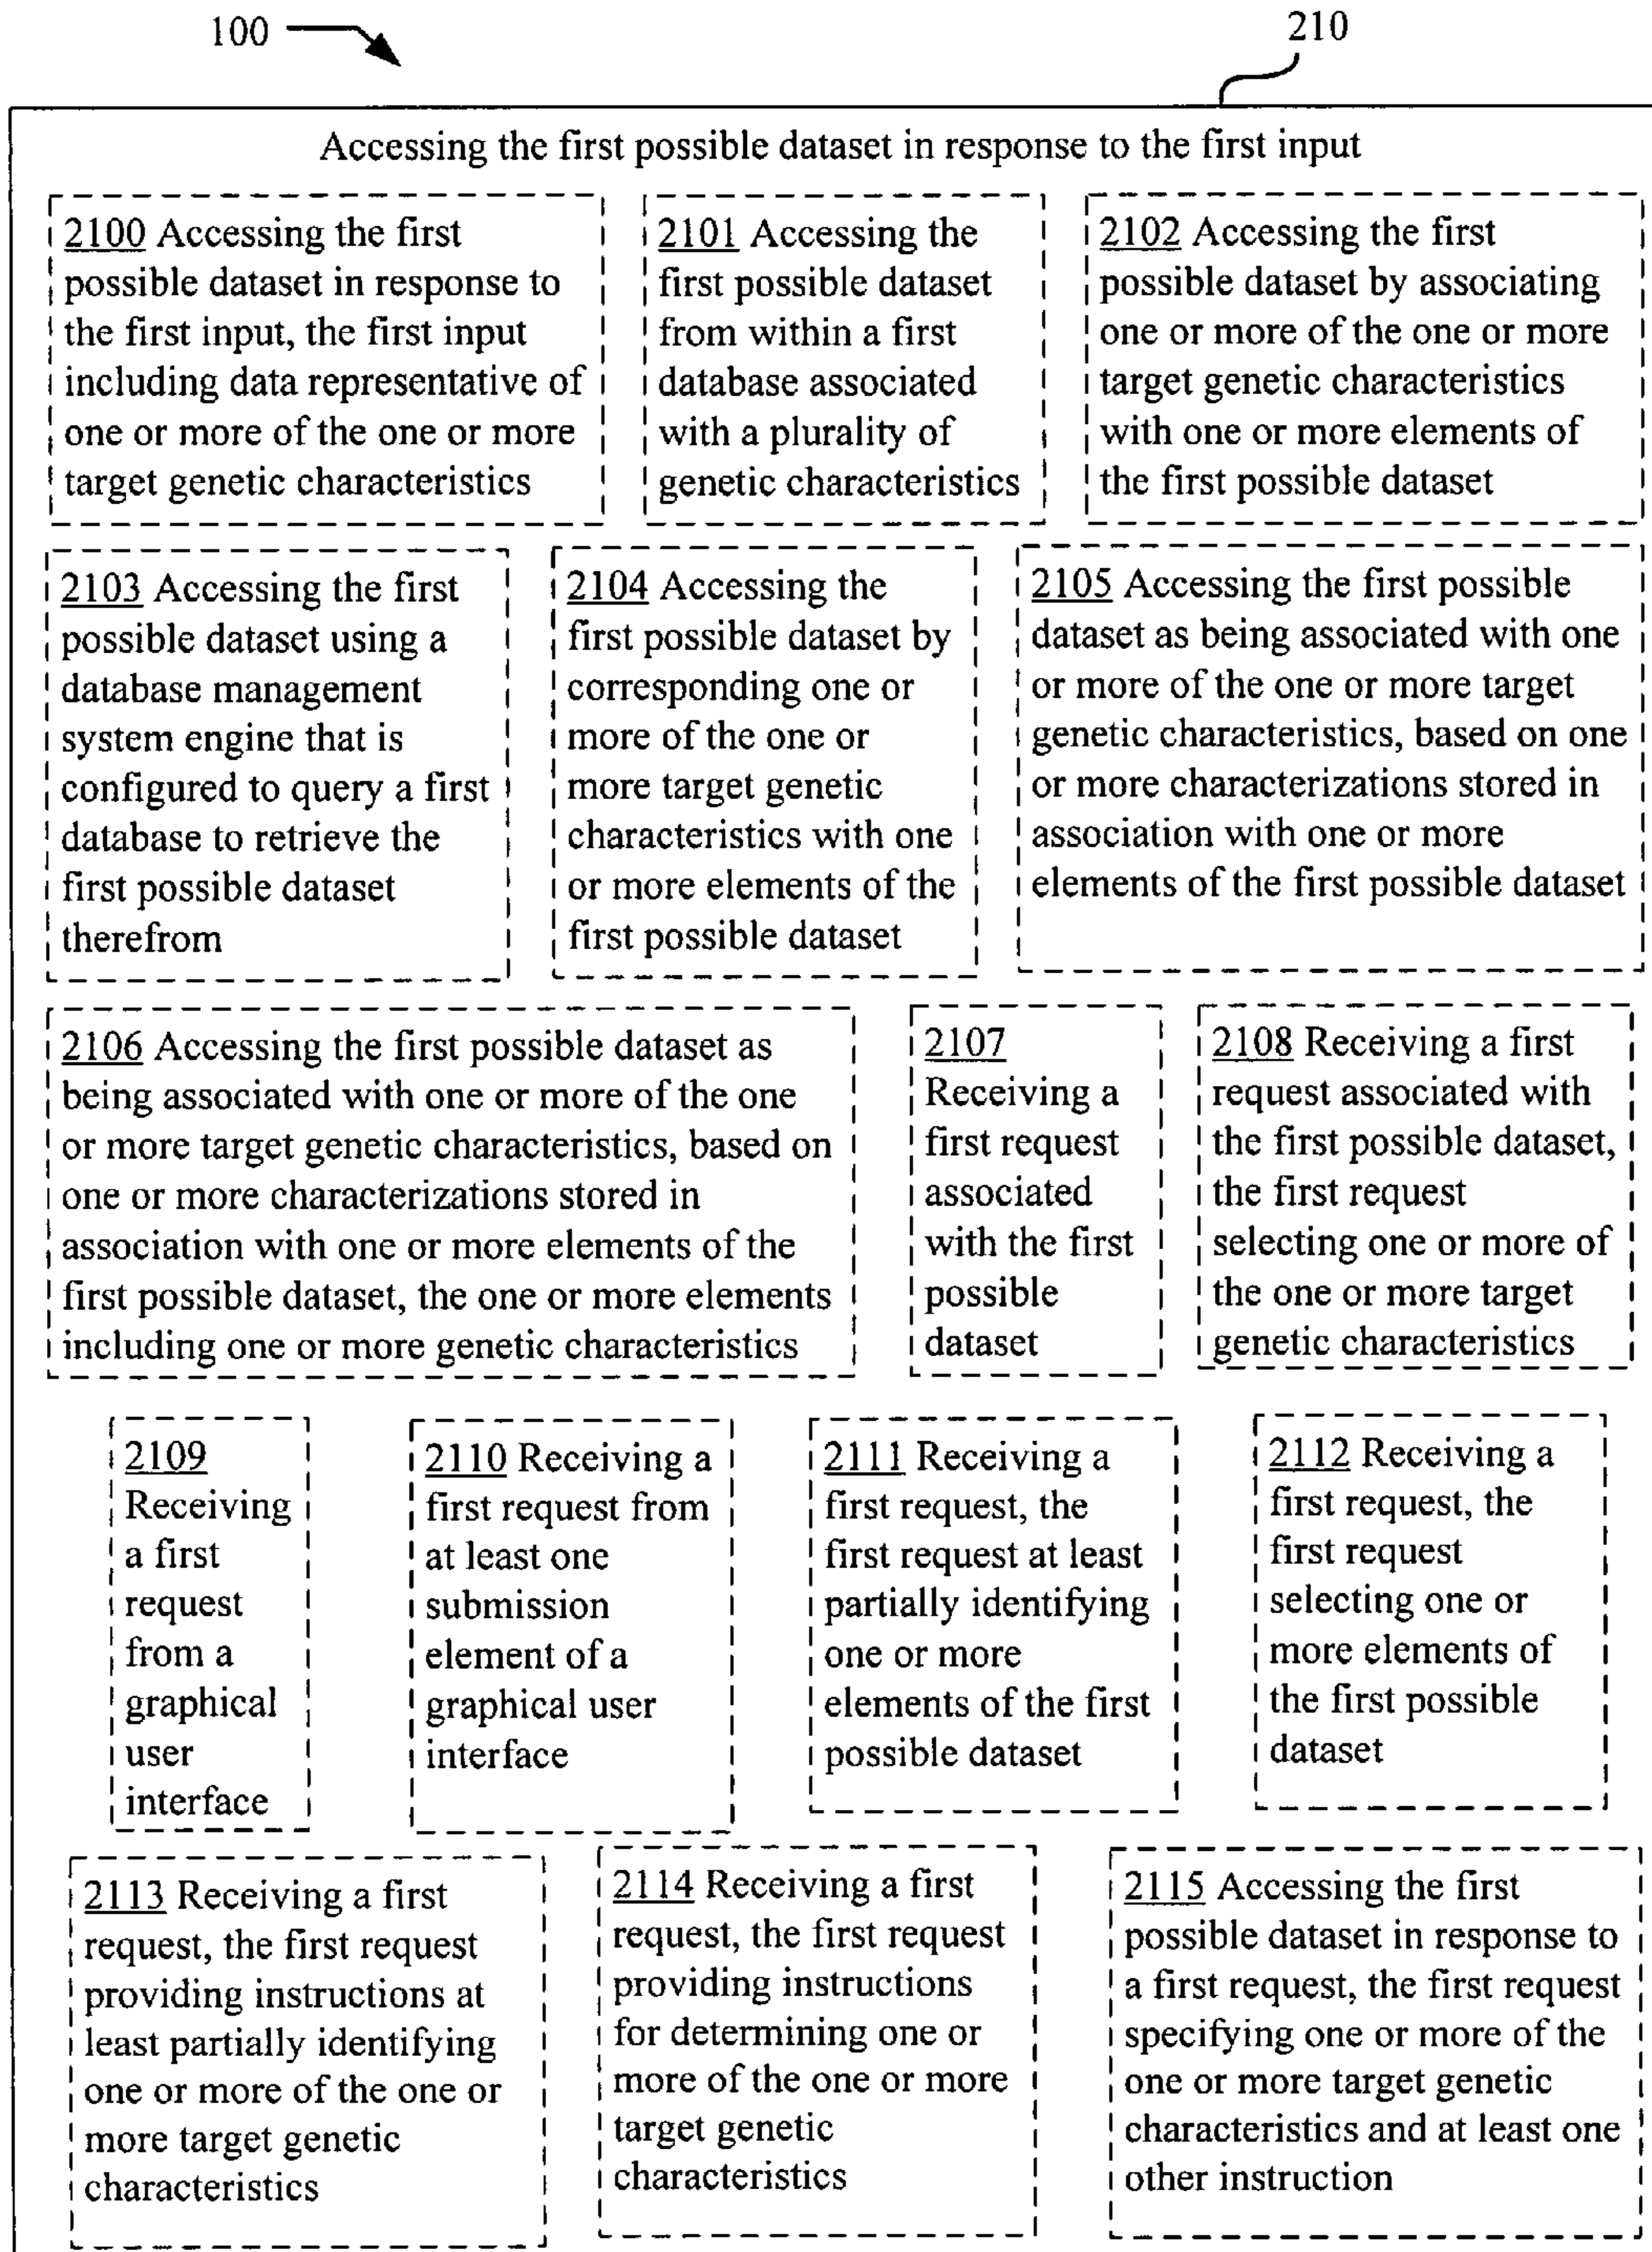 100
210
Accessing the first possible dataset in response to the first input
2100 Accessing the first
possible dataset in response to
the first input, the first input
including data representative of
one or more of the one or more
target genetic characteristics
2101 Accessing the
first possible dataset
from within a first
database associated
with a plurality of
genetic characteristics
2102 Accessing the first
possible dataset by associating
one or more of the one or more
target genetic characteristics
with one or more elements of
the first possible dataset
2103 Accessing the first
possible dataset using a
database management
system engine that is
configured to query a first
database to retrieve the
first possible dataset
therefrom
2104 Accessing the
first possible dataset by
corresponding one or
more of the one or
more target genetic
characteristics with one
or more elements of the
first possible dataset
2105 Accessing the first possible
dataset as being associated with one
or more of the one or more target
genetic characteristics, based on one
or more characterizations stored in
association with one or more
elements of the first possible dataset
2106 Accessing the first possible dataset as
being associated with one or more of the one
or more target genetic characteristics, based on
one or more characterizations stored in
association with one or more elements of the
first possible dataset, the one or more elements
including one or more genetic characteristics
2107
Receiving a
first request
associated
with the first
possible
dataset
2108 Receiving a first
request associated with
the first possible dataset,
the first request
selecting one or more of
the one or more target
genetic characteristics
2109
Receiving
a first
request
from a
graphical
user
interface
2110 Receiving a
first request from
at least one
submission
element of a
graphical user
interface
2111 Receiving a
first request, the
first request at least
partially identifying
one or more
elements of the first
possible dataset
2112 Receiving a
first request, the
first request
selecting one or
more elements of
the first possible
dataset
2113 Receiving a first
request, the first request
providing instructions at
least partially identifying
one or more of the one or
more target genetic
characteristics
2114 Receiving a first
request, the first request
providing instructions
for determining one or
more of the one or more
target genetic
characteristics
2115 Accessing the first
possible dataset in response to
a first request, the first request
specifying one or more of the
one or more target genetic
characteristics and at least one
other instruction